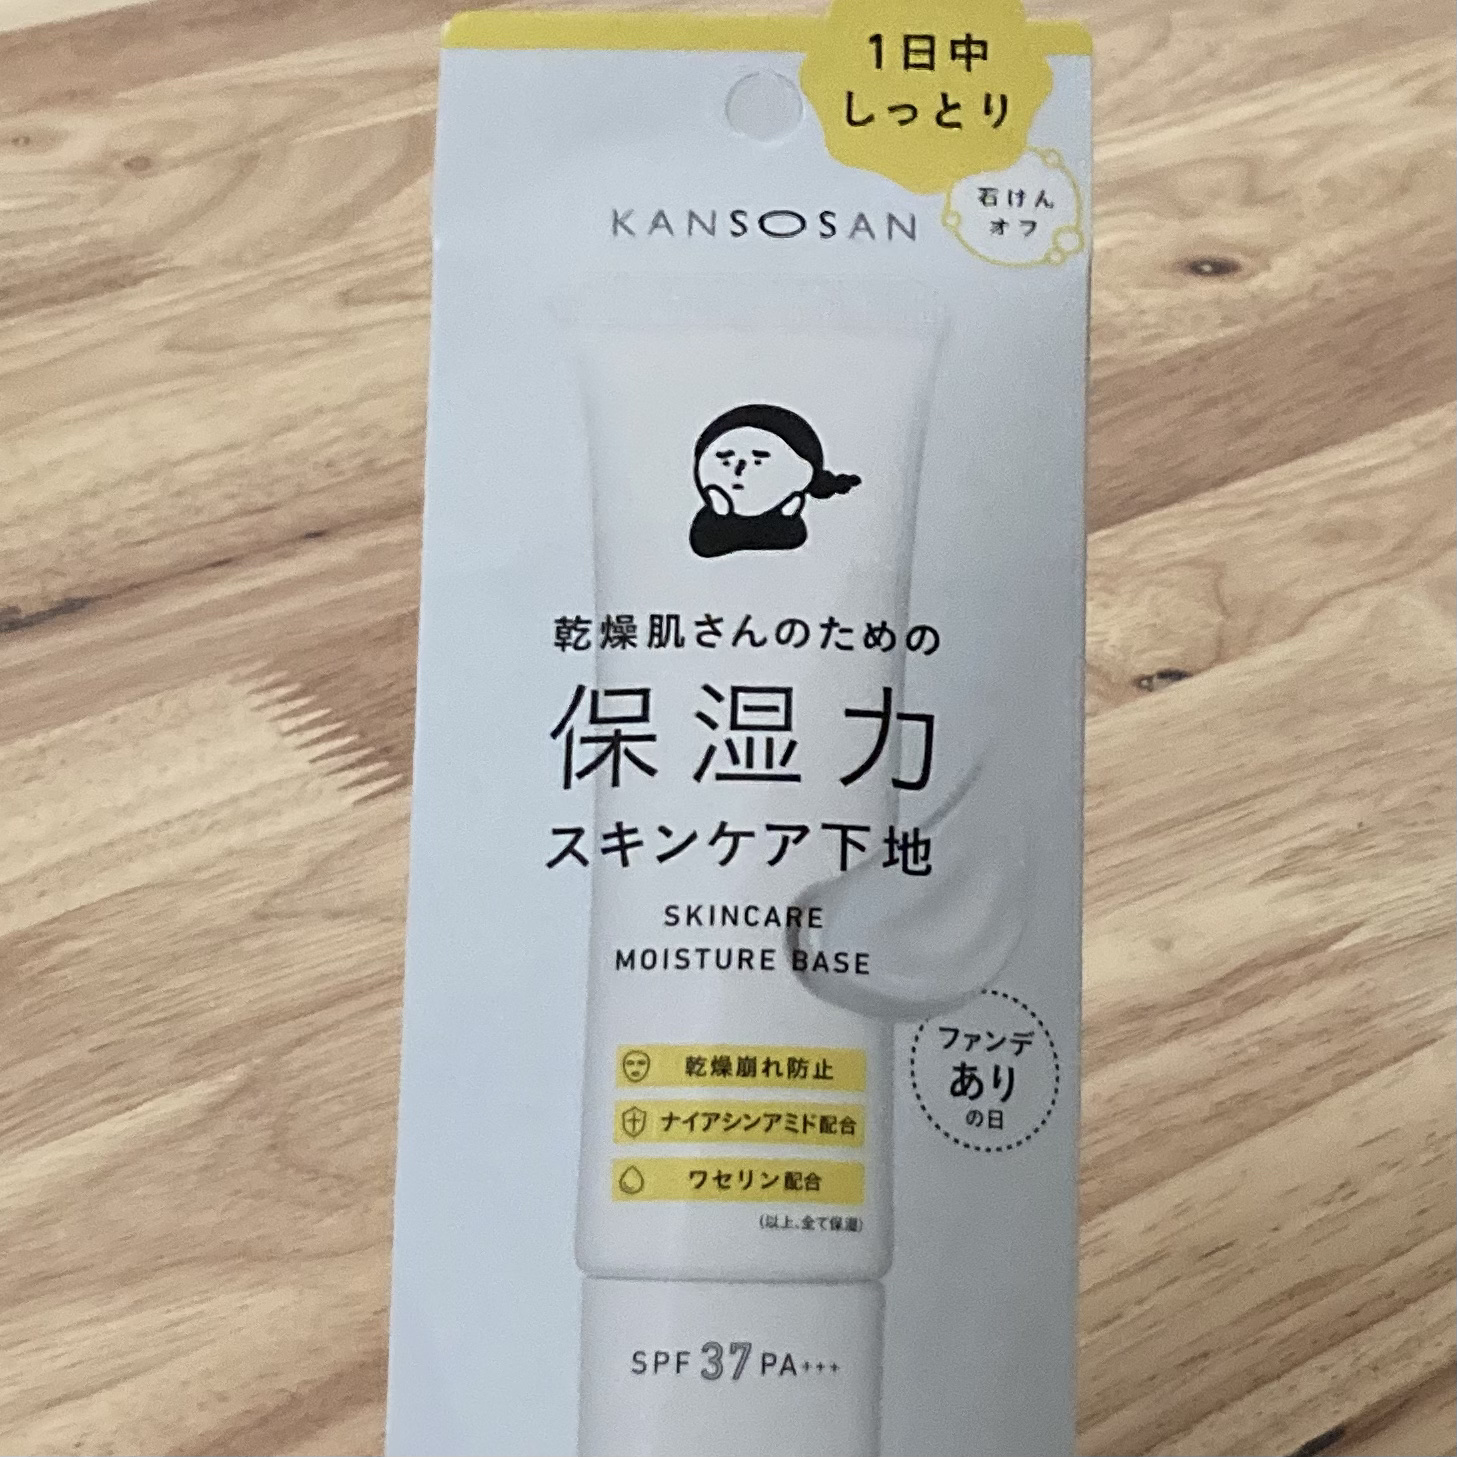 1日中
しっとり
石けん
オフ
KANSOSAN
乾燥肌さんのための
保湿力
スキンケア下地
SKINCARE
MOISTURE BASE
ファンデ
あり
の日
乾燥崩れ防止
ナイアシンアミド配合
ワセリン配合
(以上、全て保湿)
SPF 37 PA+++